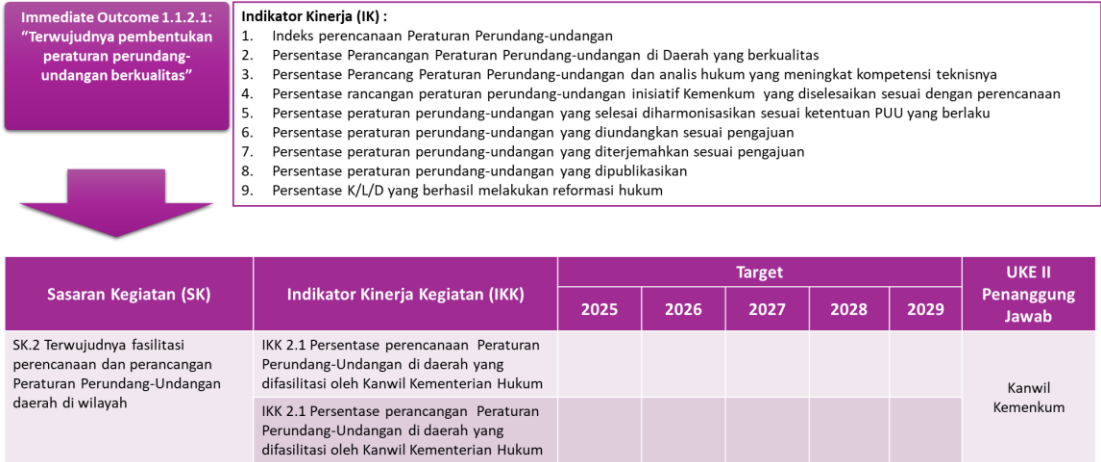 Immediate Outcome 1.1.2.1:
“Terwujudnya pembentukan
peraturan perundang-
undangan berkualitas”
Indikator Kinerja (IK) :
1. Indeks perencanaan Peraturan Perundang-undangan
2. Persentase Perancangan Peraturan Perundang-undangan di Daerah yang berkualitas
3. Persentase Perancang Peraturan Perundang-undangan dan analis hukum yang meningkat kompetensi teknisnya
4. Persentase rancangan peraturan perundang-undangan inisiatif Kemenkum yang diselesaikan sesuai dengan perencanaan
5. Persentase peraturan perundang-undangan yang selesai diharmonisasikan sesuai ketentuan PUU yang berlaku
6. Persentase peraturan perundang-undangan yang diundangkan sesuai pengajuan
7. Persentase peraturan perundang-undangan yang diterjemahkan sesuai pengajuan
8. Persentase peraturan perundang-undangan yang dipublikasikan
9. Persentase K/L/D yang berhasil melakukan reformasi hukum
Sasaran Kegiatan (SK)
Indikator Kinerja Kegiatan (IKK)
Target
2025 2026 2027 2028 2029
UKE II
Penanggung
Jawab
SK.2 Terwujudnya fasilitasi
perencanaan dan perancangan
Peraturan Perundang-Undangan
daerah di wilayah
IKK 2.1 Persentase perencanaan Peraturan
Perundang-Undangan di daerah yang
difasilitasi oleh Kanwil Kementerian Hukum
IKK 2.1 Persentase perancangan Peraturan
Perundang-Undangan di daerah yang
difasilitasi oleh Kanwil Kementerian Hukum
Kanwil
Kemenkum